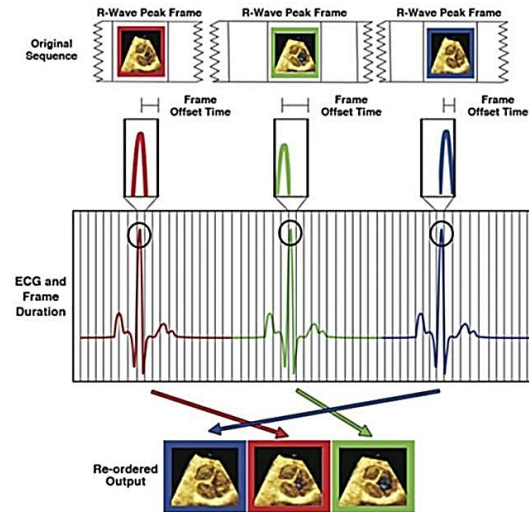 R-Wave Peak Frame
R-Wave Peak Frame
R-Wave Peak Frame
Original
Sequence
Frame
Offset Time
Frame
Offset Time
Frame
Offset Time
ECG and
Frame
Duration
Re-ordered
Output